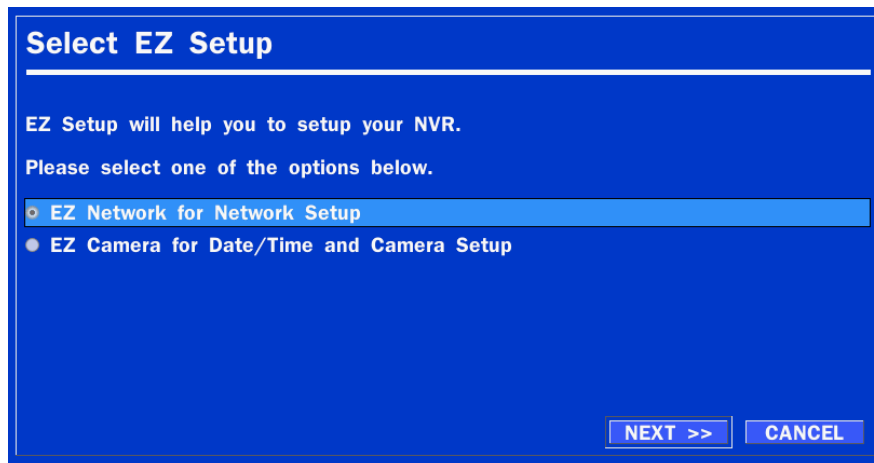 Select EZ Setup
EZ Setup will help you to setup your NVR.
Please select one of the options below.
EZ Network for Network Setup
EZ Camera for Date/Time and Camera Setup
NEXT >> CANCEL